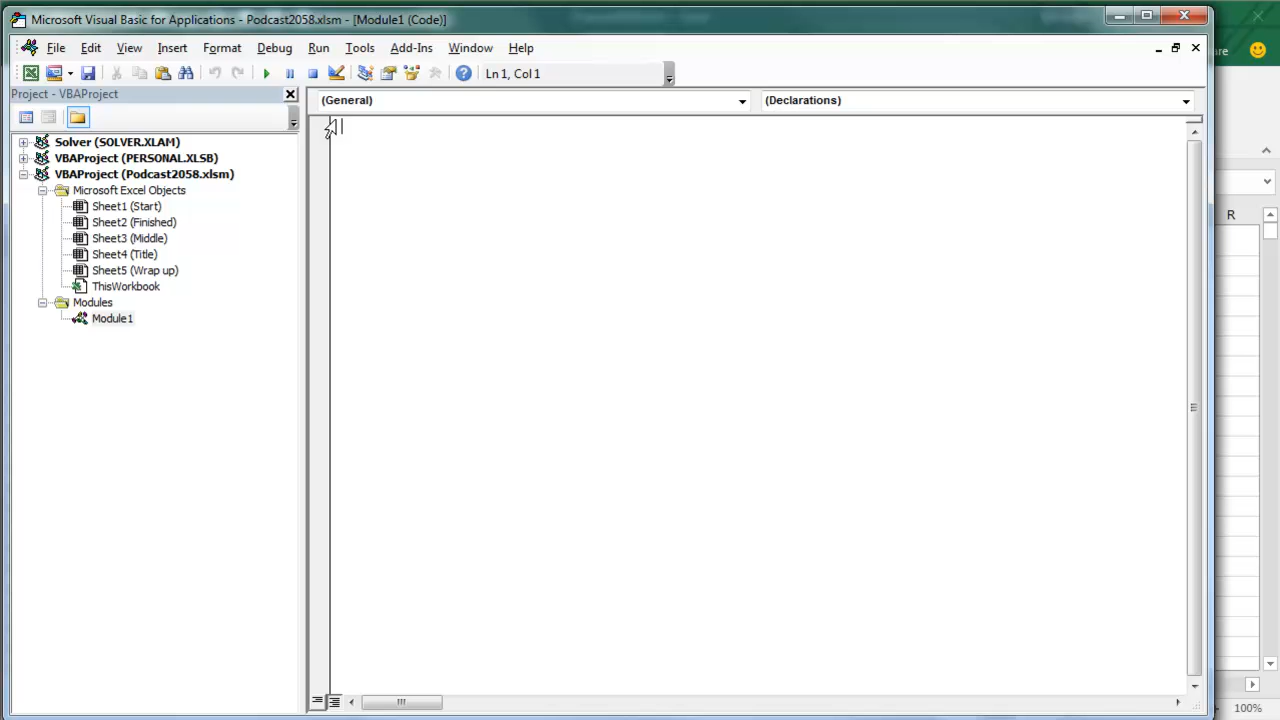 Microsoft Visual Basic for Applications - Podcast2058.xlsm - [Module1 (Code)]
File Edit View Insert Format Debug Run Tools Add-Ins Window Help
are
Ln 1, Col 1
Project - VBAProject
(General) (Declarations)
Solver (SOLVER.XLAM)
VBAProject (PERSONAL.XLSB)
VBAProject (Podcast2058.xlsm)
Microsoft Excel Objects
Sheet1 (Start)
Sheet2 (Finished)
Sheet3 (Middle)
Sheet4 (Title)
Sheet5 (Wrap up)
ThisWorkbook
Modules
Module1
R
100%